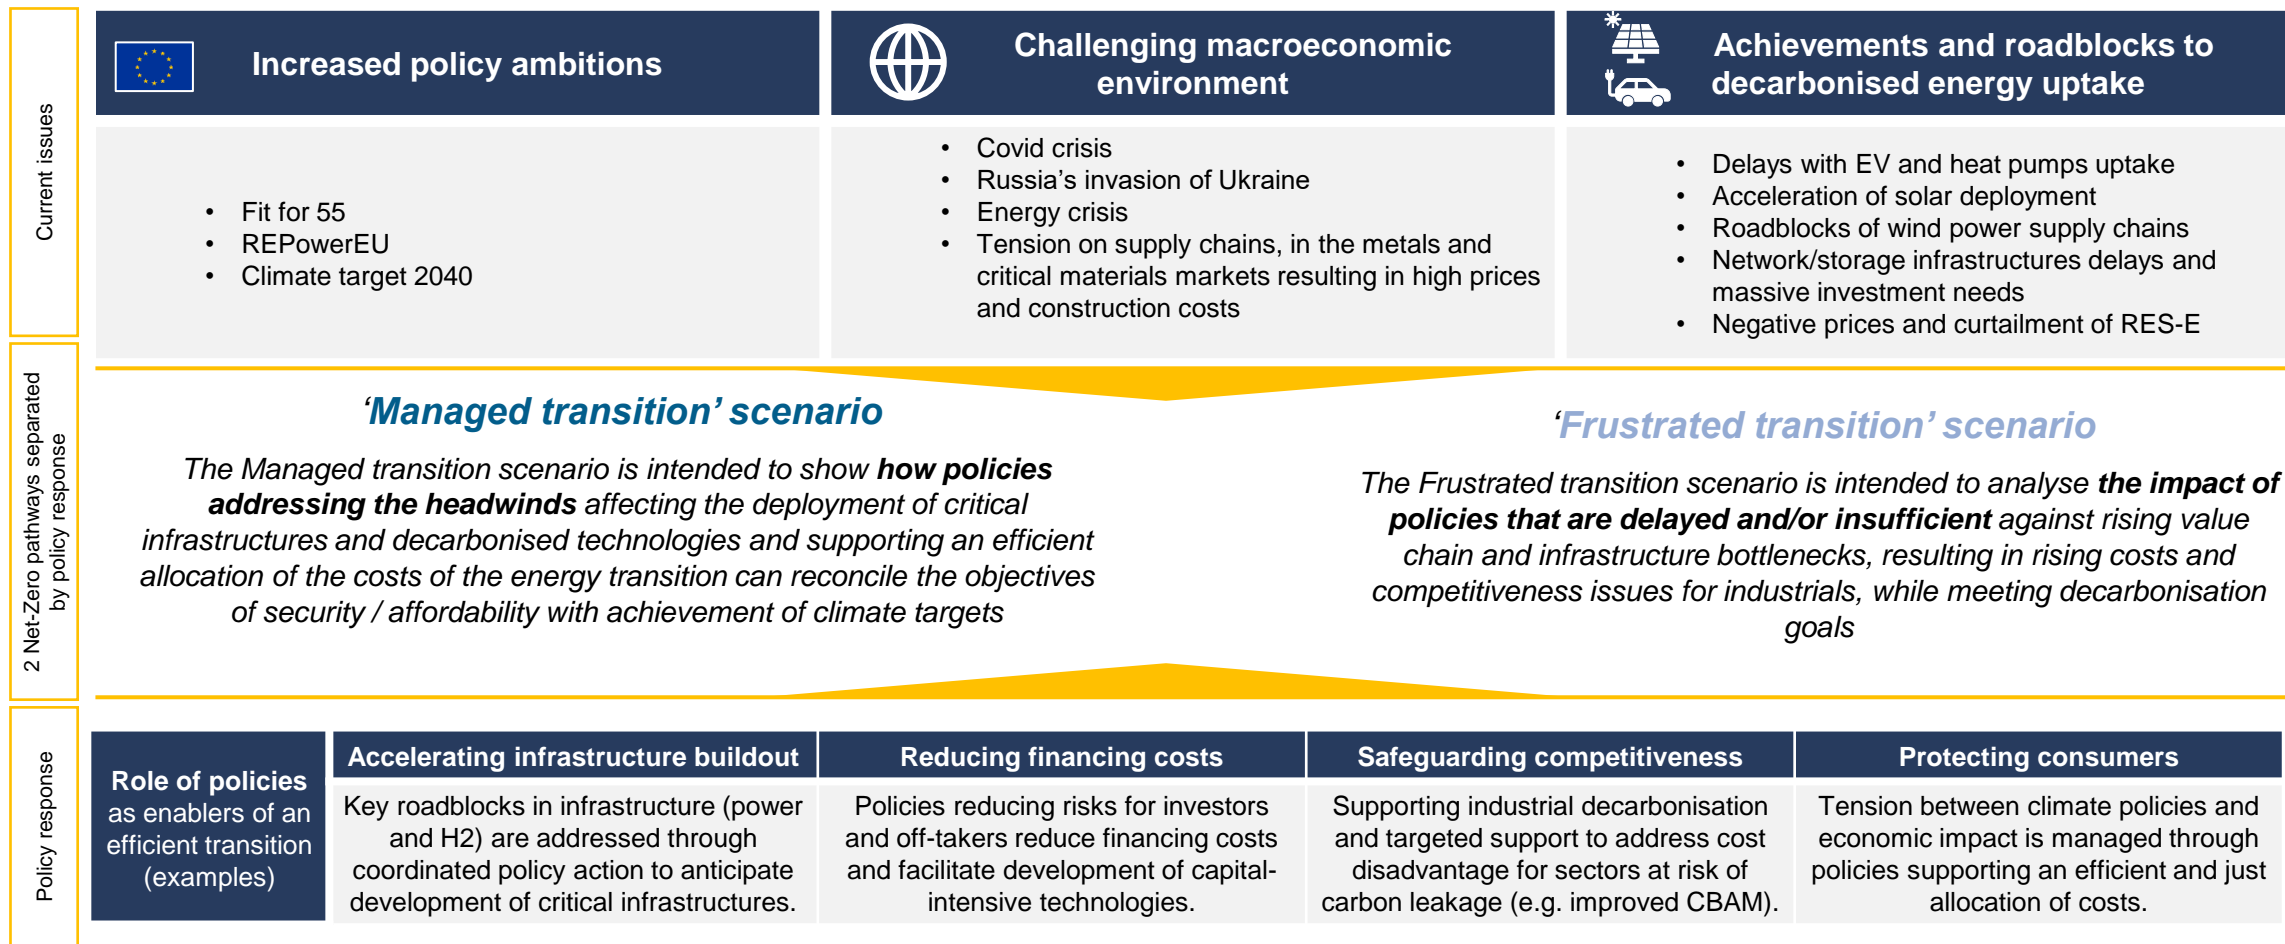 Current issues
Increased policy ambitions
• Fit for 55
• REPowerEU
• Climate target 2040
Challenging macroeconomic
environment
• Covid crisis
• Russia's invasion of Ukraine
• Energy crisis
• Tension on supply chains, in the metals and
critical materials markets resulting in high prices
and construction costs
Achievements and roadblocks to
decarbonised energy uptake
• Delays with EV and heat pumps uptake
• Acceleration of solar deployment
• Roadblocks of wind power supply chains
• Network/storage infrastructures delays and
massive investment needs
• Negative prices and curtailment of RES-E
2 Net-Zero pathways separated
by policy response
‘Managed transition’ scenario
The Managed transition scenario is intended to show how policies
addressing the headwinds affecting the deployment of critical
infrastructures and decarbonised technologies and supporting an efficient
allocation of the costs of the energy transition can reconcile the objectives
of security / affordability with achievement of climate targets
‘Frustrated transition’ scenario
The Frustrated transition scenario is intended to analyse the impact of
policies that are delayed and/or insufficient against rising value
chain and infrastructure bottlenecks, resulting in rising costs and
competitiveness issues for industrials, while meeting decarbonisation
goals
Policy response
Role of policies
as enablers of an
efficient transition
(examples)
Accelerating infrastructure buildout
Key roadblocks in infrastructure (power
and H2) are addressed through
coordinated policy action to anticipate
development of critical infrastructures.
Reducing financing costs
Policies reducing risks for investors
and off-takers reduce financing costs
and facilitate development of capital-
intensive technologies.
Safeguarding competitiveness
Supporting industrial decarbonisation
and targeted support to address cost
disadvantage for sectors at risk of
carbon leakage (e.g. improved CBAM).
Protecting consumers
Tension between climate policies and
economic impact is managed through
policies supporting an efficient and just
allocation of costs.